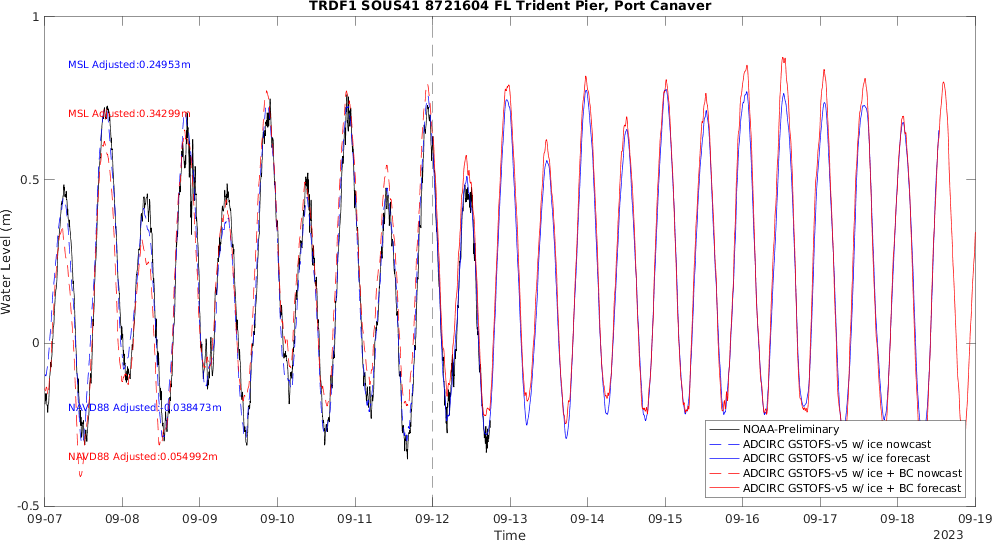 TRDF1 SOUS41 8721604 FL Trident Pier, Port Canaver
Water Level (m)
1
0.5
0
-0.5
MSL Adjusted:0.24953m
MSL Adjusted:0.34299m
NAVD88 Adjusted:-0.038473m
NAVD88 Adjusted:0.054992m
NOAA-Preliminary
ADCIRC GSTOFS-v5 w/ ice nowcast
ADCIRC GSTOFS-v5 w/ ice forecast
ADCIRC GSTOFS-v5 w/ ice + BC nowcast
ADCIRC GSTOFS-v5 w/ ice + BC forecast
09-07 09-08 09-09 09-10 09-11 09-12 09-13 09-14 09-15 09-16 09-17 09-18 09-19
Time
2023